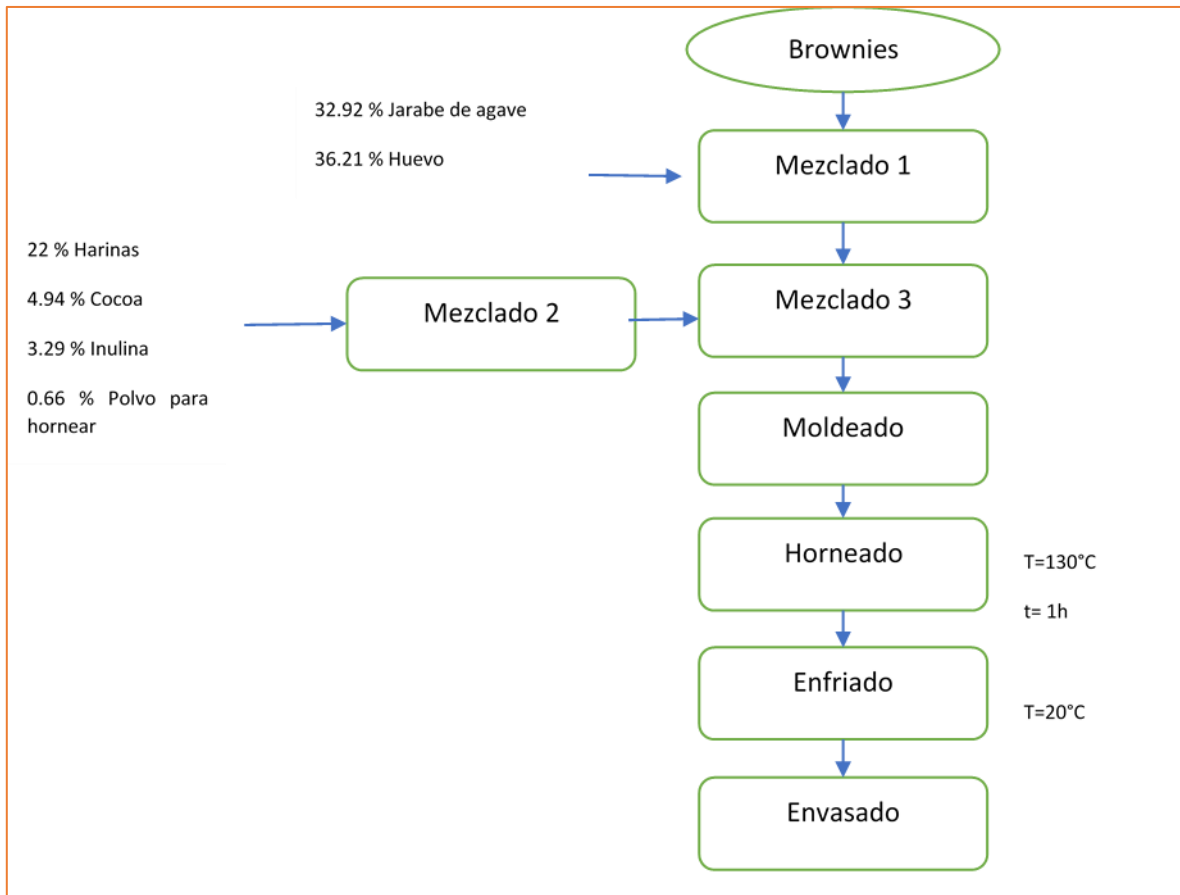 Brownies
32.92 % Jarabe de agave
36.21 % Huevo
Mezclado 1
22 % Harinas
4.94 % Cocoa
3.29 % Inulina
0.66 % Polvo para
hornear
Mezclado 2
Mezclado 3
Moldeado
Horneado
T=130°C
t= 1h
Enfriado
T=20°C
Envasado